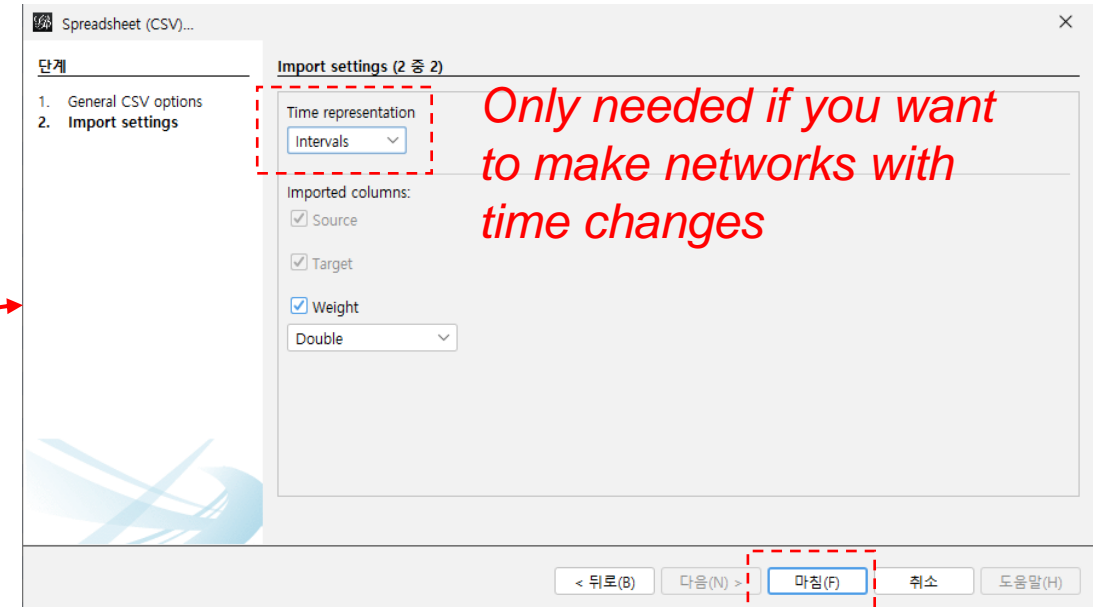 Spreadsheet (CSV)...
단계
1. General CSV options
2. Import settings
Import settings (2 중 2)
Time representation
Intervals
Only needed if you want
to make networks with
time changes
Imported columns:
Source
Target
Weight
Double
< 뒤로(B)
다음(N) >
마침(F)
취소
도움말(H)